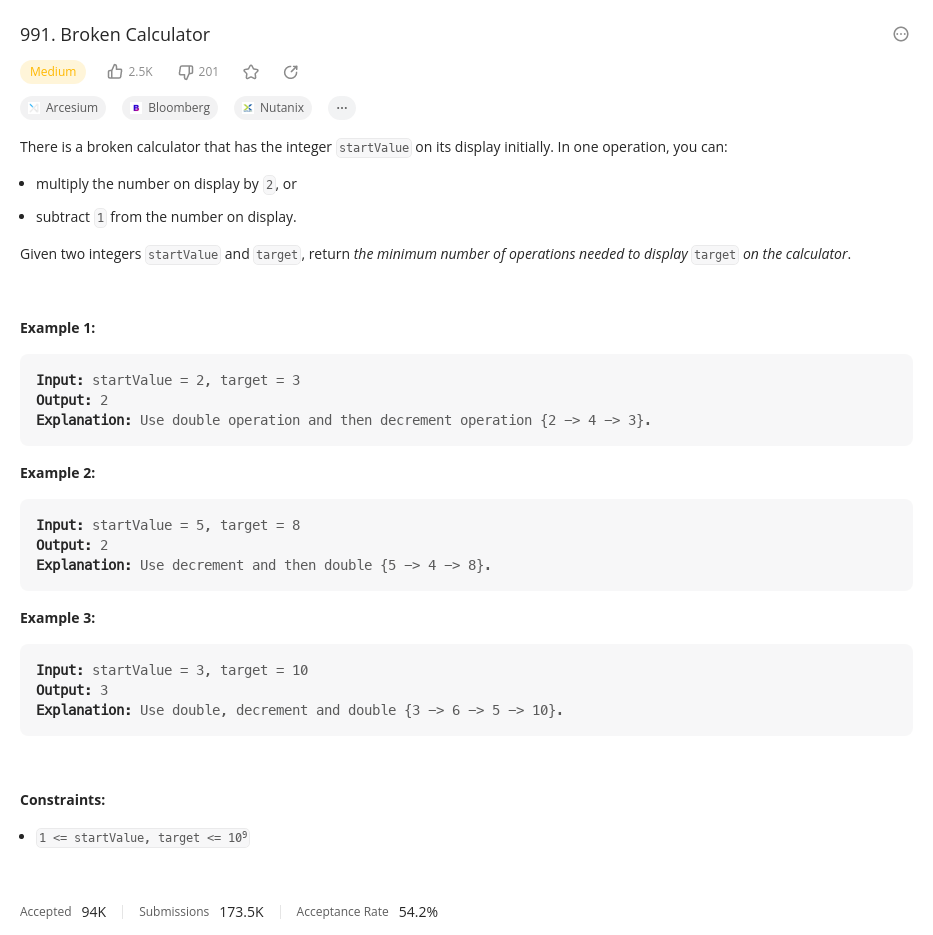 991. Broken Calculator
Medium 2.5K 201
Arcesium B Bloomberg Nutanix ...
There is a broken calculator that has the integer startValue on its display initially. In one operation, you can:
• multiply the number on display by 2, or
• subtract 1 from the number on display.
Given two integers startValue and target, return the minimum number of operations needed to display target on the calculator.
Example 1:
Input: startValue = 2, target = 3
Output: 2
Explanation: Use double operation and then decrement operation {2 -> 4 -> 3}.
Example 2:
Input: startValue = 5, target = 8
Output: 2
Explanation: Use decrement and then double {5 -> 4 -> 8}.
Example 3:
Input: startValue = 3, target = 10
Output: 3
Explanation: Use double, decrement and double {3 -> 6 -> 5 -> 10}.
Constraints:
• 1 <= startValue, target <= 10⁹
Accepted 94K Submissions 173.5K Acceptance Rate 54.2%